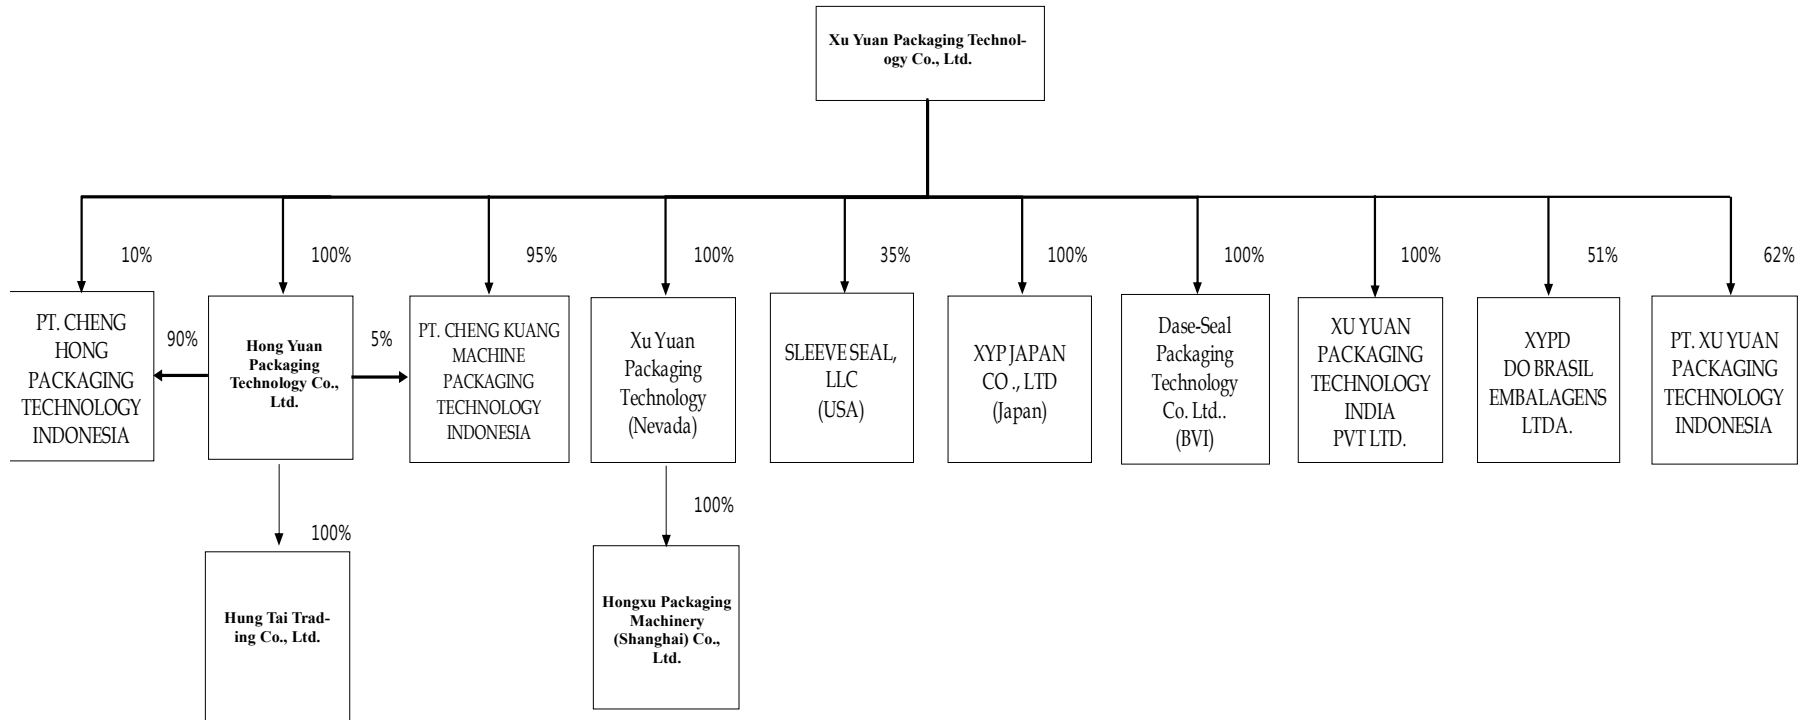 Xu Yuan Packaging Technol-
ogy Co., Ltd.
10%
100%
95%
100%
35%
100%
100%
100%
51%
62%
PT. CHENG
HONG
PACKAGING
TECHNOLOGY
INDONESIA
90%
Hong Yuan
Packaging
Technology Co.,
Ltd.
5%
PT. CHENG KUANG
MACHINE
PACKAGING
TECHNOLOGY
INDONESIA
Xu Yuan
Packaging
Technology
(Nevada)
SLEEVE SEAL,
LLC
(USA)
XYP JAPAN
CO ., LTD
(Japan)
Dase-Seal
Packaging
Technology
Co. Ltd..
(BVI)
XU YUAN
PACKAGING
TECHNOLOGY
INDIA
PVT LTD.
XYPD
DO BRASIL
EMBALAGENS
LTDA.
PT. XU YUAN
PACKAGING
TECHNOLOGY
INDONESIA
100%
100%
Hung Tai Trad-
ing Co., Ltd.
Hongxu Packaging
Machinery
(Shanghai) Co.,
Ltd.